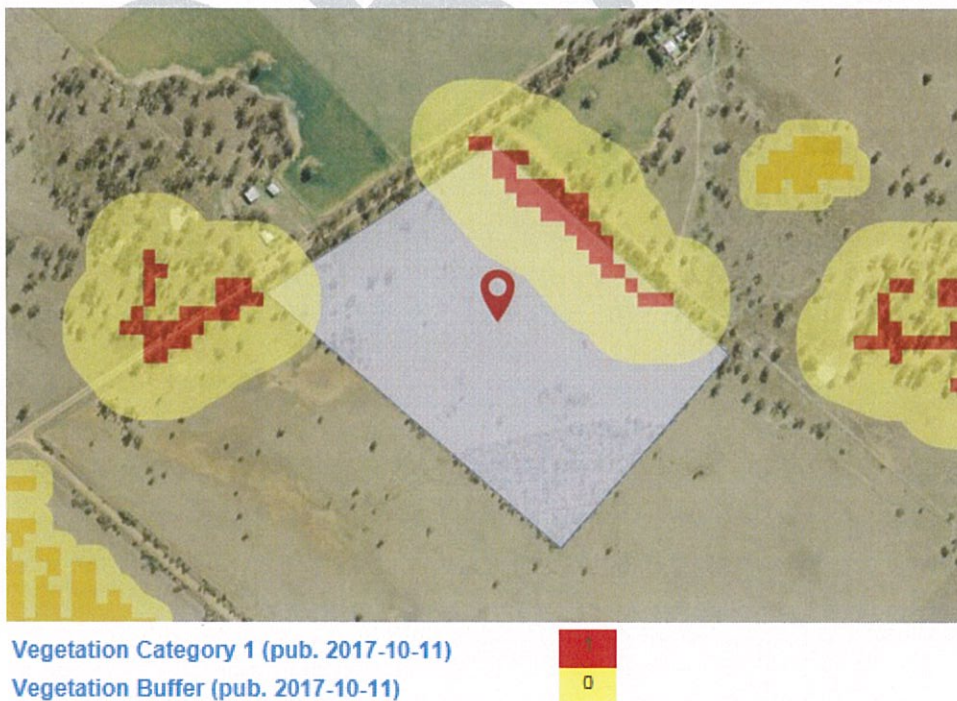 Vegetation Category 1 (pub. 2017-10-11)
Vegetation Buffer (pub. 2017-10-11)
0